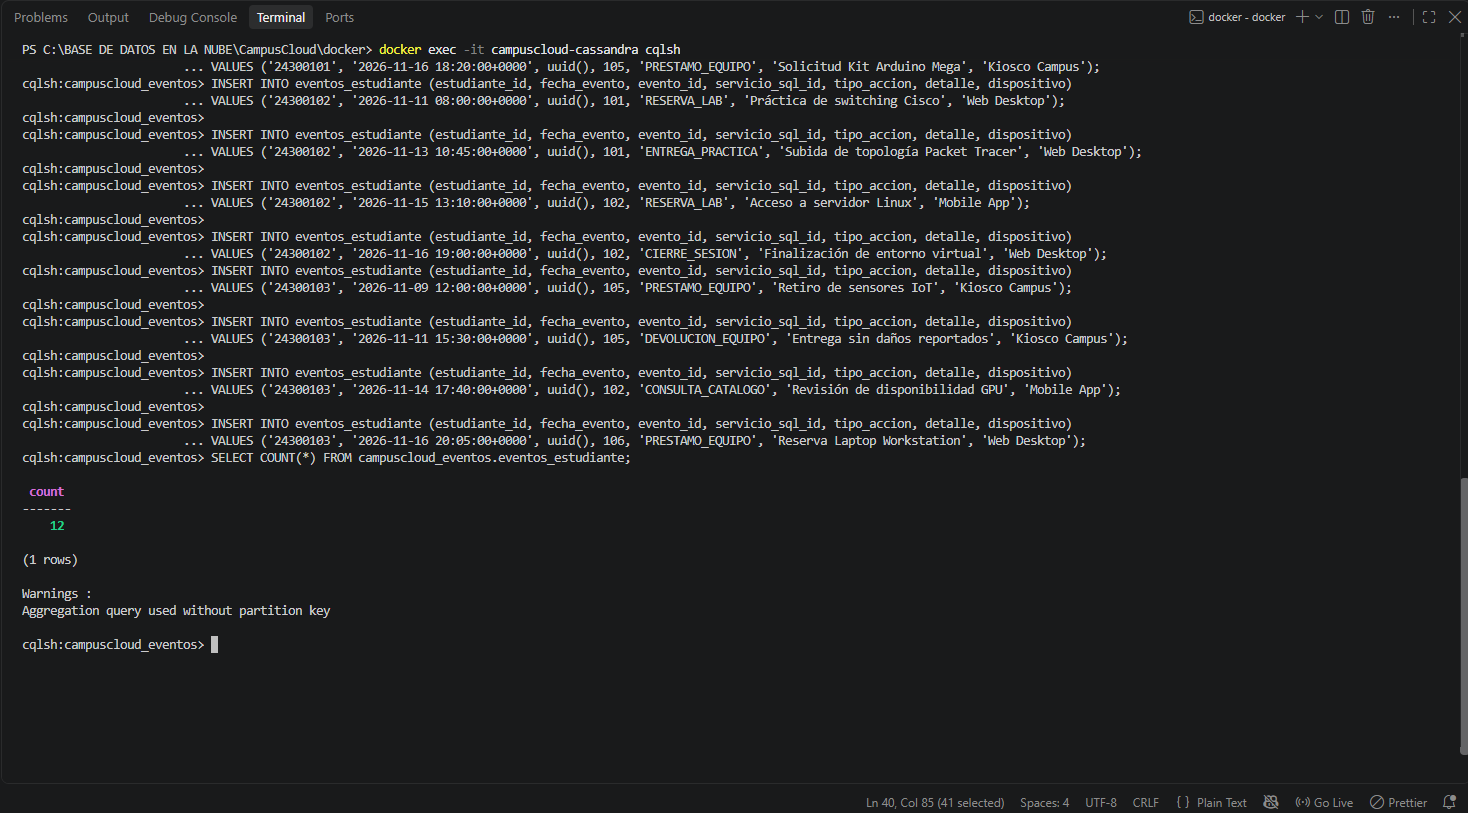 Problems Output Debug Console Terminal Ports docker - docker
PS C:\BASE DE DATOS EN LA NUBE\CampusCloud\docker> docker exec -it campuscloud-cassandra cqlsh
... VALUES ('24300101', '2026-11-16 18:20:00+0000', uuid(), 105, 'PRESTAMO_EQUIPO', 'Solicitud Kit Arduino Mega', 'Kiosco Campus');
cqlsh:campuscloud_eventos> INSERT INTO eventos_estudiante (estudiante_id, fecha_evento, evento_id, servicio_sql_id, tipo_accion, detalle, dispositivo)
... VALUES ('24300102', '2026-11-11 08:00:00+0000', uuid(), 101, 'RESERVA_LAB', 'Práctica de switching Cisco', 'Web Desktop');
cqlsh:campuscloud_eventos>
cqlsh:campuscloud_eventos> INSERT INTO eventos_estudiante (estudiante_id, fecha_evento, evento_id, servicio_sql_id, tipo_accion, detalle, dispositivo)
... VALUES ('24300102', '2026-11-13 10:45:00+0000', uuid(), 101, 'ENTREGA_PRACTICA', 'Subida de topología Packet Tracer', 'Web Desktop');
cqlsh:campuscloud_eventos>
cqlsh:campuscloud_eventos> INSERT INTO eventos_estudiante (estudiante_id, fecha_evento, evento_id, servicio_sql_id, tipo_accion, detalle, dispositivo)
... VALUES ('24300102', '2026-11-15 13:10:00+0000', uuid(), 102, 'RESERVA_LAB', 'Acceso a servidor Linux', 'Mobile App');
cqlsh:campuscloud_eventos>
cqlsh:campuscloud_eventos> INSERT INTO eventos_estudiante (estudiante_id, fecha_evento, evento_id, servicio_sql_id, tipo_accion, detalle, dispositivo)
... VALUES ('24300102', '2026-11-16 19:00:00+0000', uuid(), 102, 'CIERRE_SESION', 'Finalización de entorno virtual', 'Web Desktop');
cqlsh:campuscloud_eventos> INSERT INTO eventos_estudiante (estudiante_id, fecha_evento, evento_id, servicio_sql_id, tipo_accion, detalle, dispositivo)
... VALUES ('24300103', '2026-11-09 12:00:00+0000', uuid(), 105, 'PRESTAMO_EQUIPO', 'Retiro de sensores IoT', 'Kiosco Campus');
cqlsh:campuscloud_eventos>
cqlsh:campuscloud_eventos> INSERT INTO eventos_estudiante (estudiante_id, fecha_evento, evento_id, servicio_sql_id, tipo_accion, detalle, dispositivo)
... VALUES ('24300103', '2026-11-11 15:30:00+0000', uuid(), 105, 'DEVOLUCION_EQUIPO', 'Entrega sin daños reportados', 'Kiosco Campus');
cqlsh:campuscloud_eventos>
cqlsh:campuscloud_eventos> INSERT INTO eventos_estudiante (estudiante_id, fecha_evento, evento_id, servicio_sql_id, tipo_accion, detalle, dispositivo)
... VALUES ('24300103', '2026-11-14 17:40:00+0000', uuid(), 102, 'CONSULTA_CATALOGO', 'Revisión de disponibilidad GPU', 'Mobile App');
cqlsh:campuscloud_eventos>
cqlsh:campuscloud_eventos> INSERT INTO eventos_estudiante (estudiante_id, fecha_evento, evento_id, servicio_sql_id, tipo_accion, detalle, dispositivo)
... VALUES ('24300103', '2026-11-16 20:05:00+0000', uuid(), 106, 'PRESTAMO_EQUIPO', 'Reserva Laptop Workstation', 'Web Desktop');
cqlsh:campuscloud_eventos> SELECT COUNT(*) FROM campuscloud_eventos.eventos_estudiante;
count
-------
12
(1 rows)
Warnings :
Aggregation query used without partition key
cqlsh:campuscloud_eventos>
Ln 40, Col 85 (41 selected) Spaces: 4 UTF-8 CRLF { } Plain Text Go Live Prettier